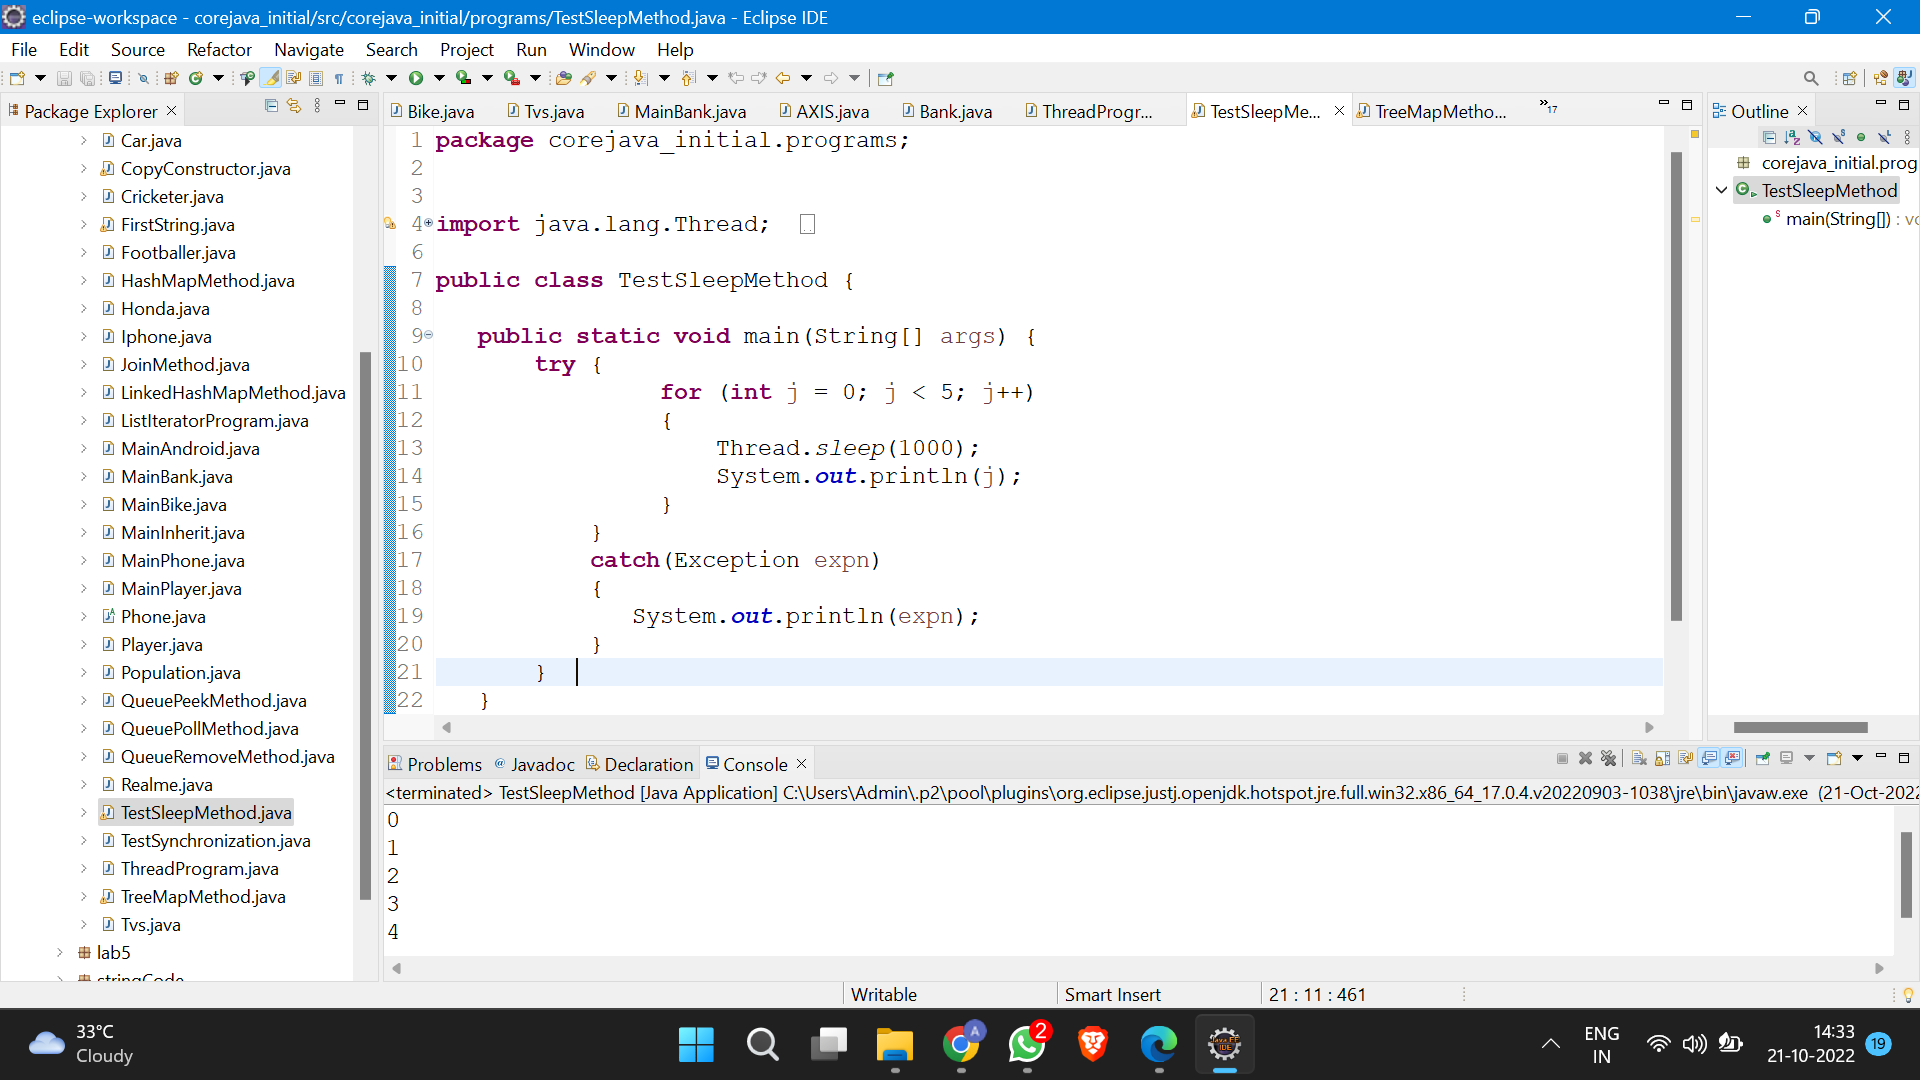 eclipse-workspace - corejava_initial/src/corejava_initial/programs/TestSleepMethod.java - Eclipse IDE
File Edit Source Refactor Navigate Search Project Run Window Help
Package Explorer
Car.java
CopyConstructor.java
Cricketer.java
FirstString.java
Footballer.java
HashMapMethod.java
Honda.java
Iphone.java
JoinMethod.java
LinkedHashMapMethod.java
ListIteratorProgram.java
MainAndroid.java
MainBank.java
MainBike.java
MainInherit.java
MainPhone.java
MainPlayer.java
Phone.java
Player.java
Population.java
QueuePeekMethod.java
QueuePollMethod.java
QueueRemoveMethod.java
Realme.java
TestSleepMethod.java
TestSynchronization.java
ThreadProgram.java
TreeMapMethod.java
Tvs.java
lab5
stringCode
Bike.java Tvs.java MainBank.java AXIS.java Bank.java ThreadProgr... TestSleepMe... TreeMapMetho... »17
1 package corejava_initial.programs;
2
3
4 import java.lang.Thread;
6
7 public class TestSleepMethod {
8
9 public static void main(String[] args) {
10 try {
11 for (int j = 0; j < 5; j++)
12 {
13 Thread.sleep(1000);
14 System.out.println(j);
15 }
16 }
17 catch(Exception expn)
18 {
19 System.out.println(expn);
20 }
21 }
22 }
Outline
corejava_initial.prog
TestSleepMethod
main(String[]) : vo
Problems Javadoc Declaration Console
<terminated> TestSleepMethod [Java Application] C:\Users\Admin\.p2\pool\plugins\org.eclipse.justj.openjdk.hotspot.jre.full.win32.x86_64_17.0.4.v20220903-1038\jre\bin\javaw.exe (21-Oct-2022
0
1
2
3
4
Writable Smart Insert 21 : 11 : 461
33°C
Cloudy
A
2
Java EE
IDE
ENG
IN
14:33
21-10-2022
19